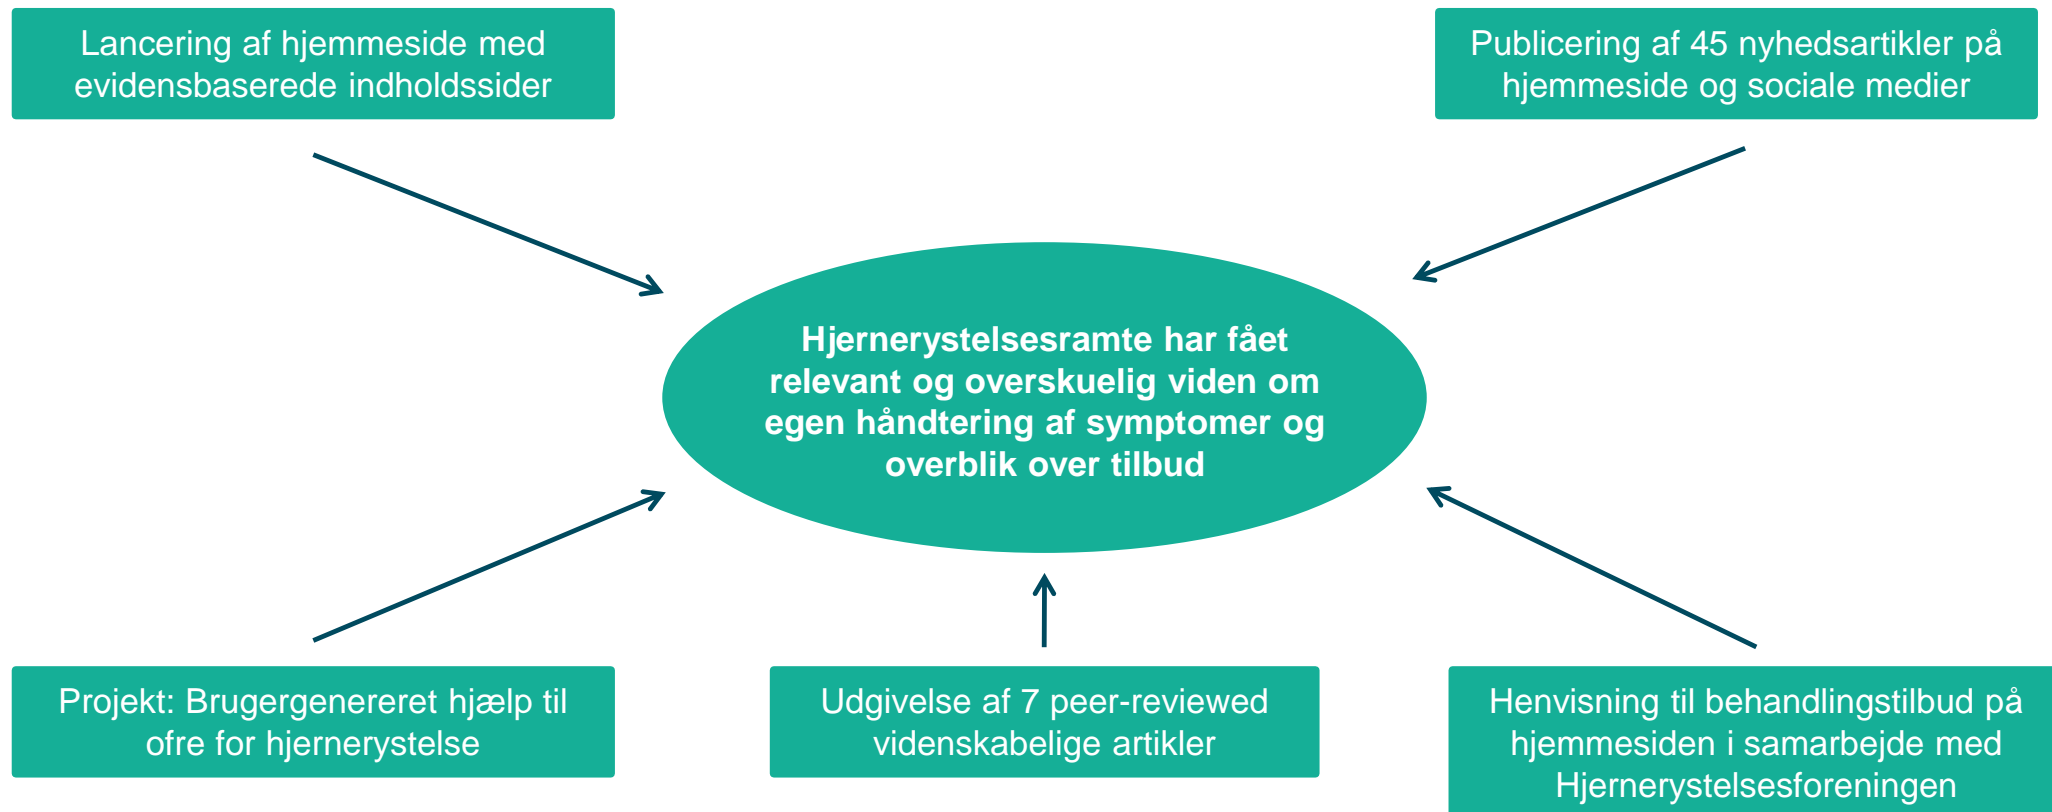 Lancering af hjemmeside med
evidensbaserede indholdssider
Publicering af 45 nyhedsartikler på
hjemmeside og sociale medier
Hjernerystelsesramte har fået
relevant og overskuelig viden om
egen håndtering af symptomer og
overblik over tilbud
Projekt: Brugergenereret hjælp til
ofre for hjernerystelse
Udgivelse af 7 peer-reviewed
videnskabelige artikler
Henvisning til behandlingstilbud på
hjemmesiden i samarbejde med
Hjernerystelsesforeningen